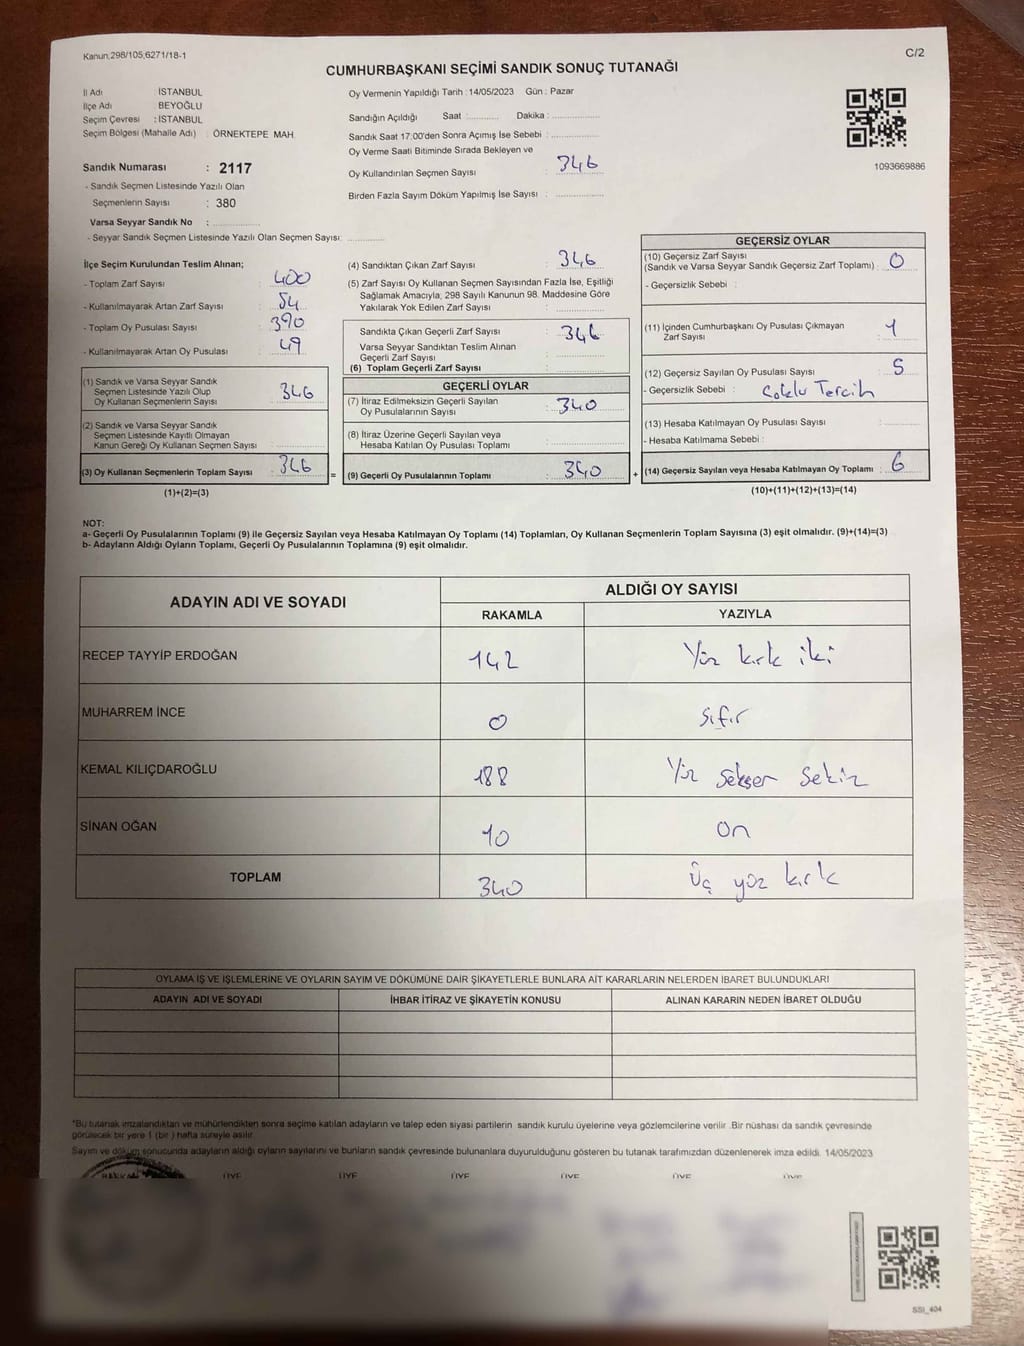 Kanun,298/105;6271/18-1
C/2
CUMHURBAŞKANI SEÇİMİ SANDIK SONUÇ TUTANAĞI
İl Adı : İSTANBUL
İlçe Adı : BEYOĞLU
Seçim Çevresi : İSTANBUL
Seçim Bölgesi (Mahalle Adı) : ÖRNEKTEPE MAH.
Sandık Numarası : 2117
- Sandık Seçmen Listesinde Yazılı Olan
Seçmenlerin Sayısı : 380
Varsa Seyyar Sandık No :
- Seyyar Sandık Seçmen Listesinde Yazılı Olan Seçmen Sayısı:
Oy Vermenin Yapıldığı Tarih : 14/05/2023 Gün : Pazar
Sandığın Açıldığı Saat : Dakika :
Sandık Saat 17:00'den Sonra Açımış İse Sebebi :
Oy Verme Saati Bitiminde Sırada Bekleyen ve
Oy Kullandırılan Seçmen Sayısı : 346
Birden Fazla Sayım Döküm Yapılmış İse Sayısı :
1093669886
İlçe Seçim Kurulundan Teslim Alınan;
- Toplam Zarf Sayısı : 400
- Kullanılmayarak Artan Zarf Sayısı : 54
- Toplam Oy Pusulası Sayısı : 390
- Kullanılmayarak Artan Oy Pusulası : 49
(1) Sandık ve Varsa Seyyar Sandık
Seçmen Listesinde Yazılı Olup
Oy Kullanan Seçmenlerin Sayısı : 346
(2) Sandık ve Varsa Seyyar Sandık
Seçmen Listesinde Kayıtlı Olmayan
Kanun Gereği Oy Kullanan Seçmen Sayısı :
(3) Oy Kullanan Seçmenlerin Toplam Sayısı : 346
(1)+(2)=(3)
=
(4) Sandıktan Çıkan Zarf Sayısı : 346
(5) Zarf Sayısı Oy Kullanan Seçmen Sayısından Fazla İse, Eşitliği
Sağlamak Amacıyla, 298 Sayılı Kanunun 98. Maddesine Göre
Yakılarak Yok Edilen Zarf Sayısı :
Sandıkta Çıkan Geçerli Zarf Sayısı : 346
Varsa Seyyar Sandıktan Teslim Alınan
Geçerli Zarf Sayısı :
(6) Toplam Geçerli Zarf Sayısı :
GEÇERLİ OYLAR
(7) İtiraz Edilmeksizin Geçerli Sayılan
Oy Pusulalarının Sayısı : 340
(8) İtiraz Üzerine Geçerli Sayılan veya
Hesaba Katılan Oy Pusulası Toplamı :
(9) Geçerli Oy Pusulalarının Toplamı : 340
+
GEÇERSİZ OYLAR
(10) Geçersiz Zarf Sayısı
(Sandık ve Varsa Seyyar Sandık Geçersiz Zarf Toplamı) : 0
- Geçersizlik Sebebi :
(11) İçinden Cumhurbaşkanı Oy Pusulası Çıkmayan
Zarf Sayısı : 1
(12) Geçersiz Sayılan Oy Pusulası Sayısı : 5
- Geçersizlik Sebebi : Çoklu Tercih
(13) Hesaba Katılmayan Oy Pusulası Sayısı :
- Hesaba Katılmama Sebebi :
(14) Geçersiz Sayılan veya Hesaba Katılmayan Oy Toplamı : 6
(10)+(11)+(12)+(13)=(14)
NOT:
a- Geçerli Oy Pusulalarının Toplamı (9) ile Geçersiz Sayılan veya Hesaba Katılmayan Oy Toplamı (14) Toplamları, Oy Kullanan Seçmenlerin Toplam Sayısına (3) eşit olmalıdır. (9)+(14)=(3)
b- Adayların Aldığı Oyların Toplamı, Geçerli Oy Pusulalarının Toplamına (9) eşit olmalıdır.
ADAYIN ADI VE SOYADI
ALDIĞI OY SAYISI
RAKAMLA YAZIYLA
RECEP TAYYİP ERDOĞAN 142 Yüz kırk iki
MUHARREM İNCE 0 sıfır
KEMAL KILIÇDAROĞLU 188 Yüz seksen sekiz
SİNAN OĞAN 10 on
TOPLAM 340 Üç yüz kırk
OYLAMA İŞ VE İŞLEMLERİNE VE OYLARIN SAYIM VE DÖKÜMÜNE DAİR ŞİKAYETLERLE BUNLARA AİT KARARLARIN NELERDEN İBARET BULUNDUKLARI
ADAYIN ADI VE SOYADI İHBAR İTİRAZ VE ŞİKAYETİN KONUSU ALINAN KARARIN NEDEN İBARET OLDUĞU
*Bu tutanak imzalandıktan ve mühürlendikten sonra seçime katılan adayların ve talep eden siyasi partilerin sandık kurulu üyelerine veya gözlemcilerine verilir .Bir nüshası da sandık çevresinde
görülecek bir yere 1 (bir ) hafta süreyle asılır.
Sayım ve döküm sonucunda adayların aldığı oyların sayılarını ve bunların sandık çevresinde bulunanlara duyurulduğunu gösteren bu tutanak tarafımızdan düzenlenerek imza edildi. 14/05/2023
ÜYE ÜYE ÜYE ÜYE ÜYE ÜYE
SSI_404